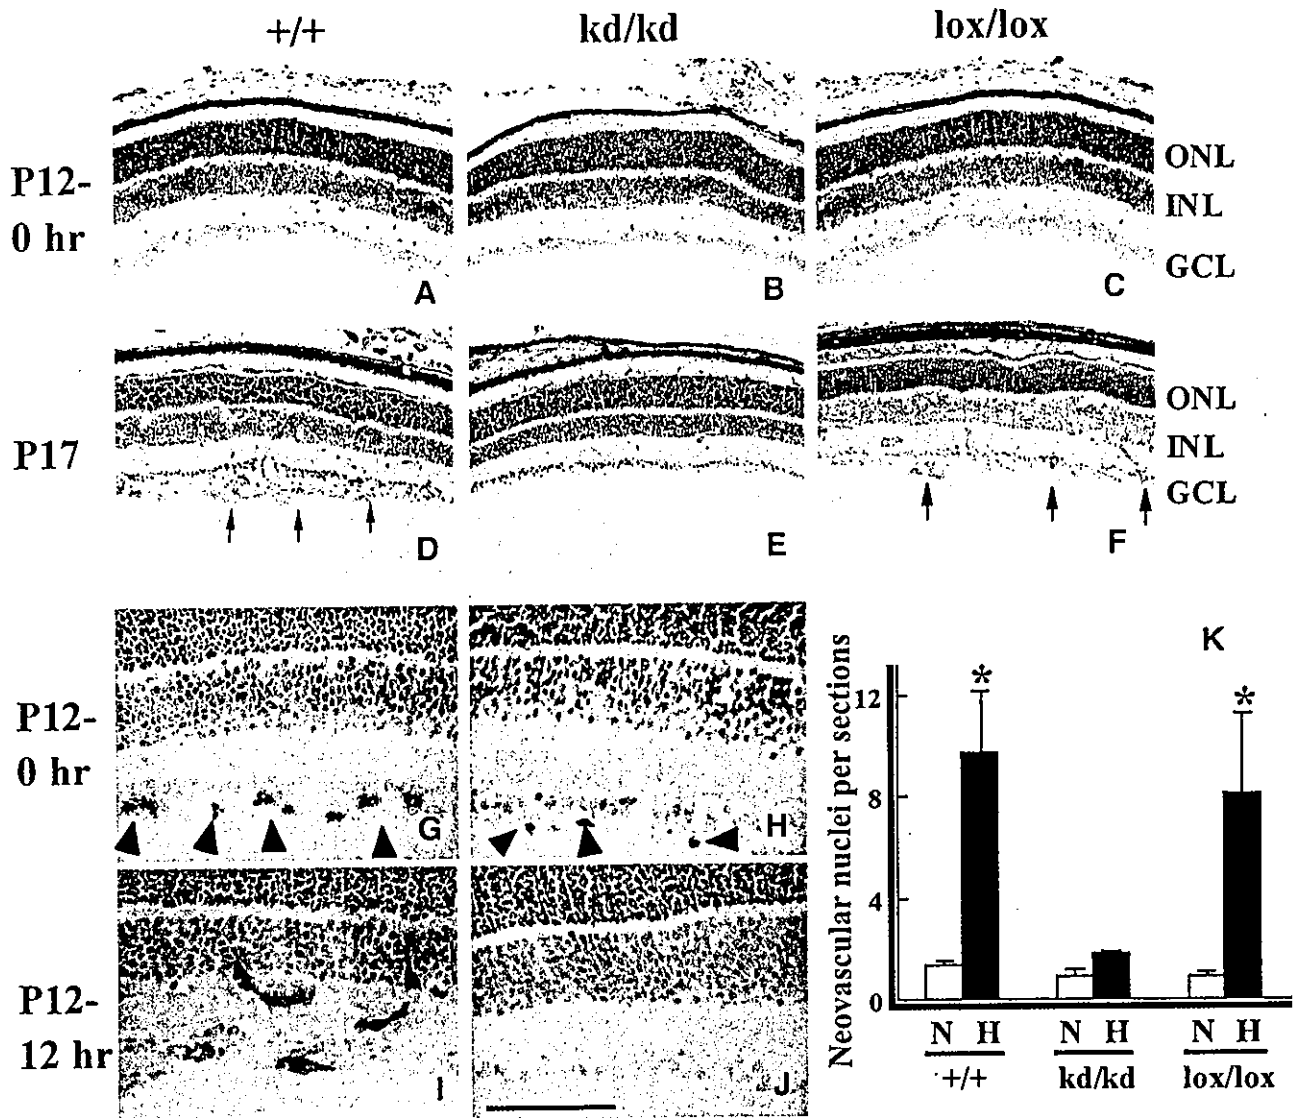 +/+ kd/kd lox/lox
P12-
0 hr
ONL
INL
GCL
A B C
P17
ONL
INL
GCL
D E F
P12-
0 hr
G H
P12-
12 hr
I J
K
Neovascular nuclei per sections
12
8
4
0
* *
N H N H N H
+/+ kd/kd lox/lox